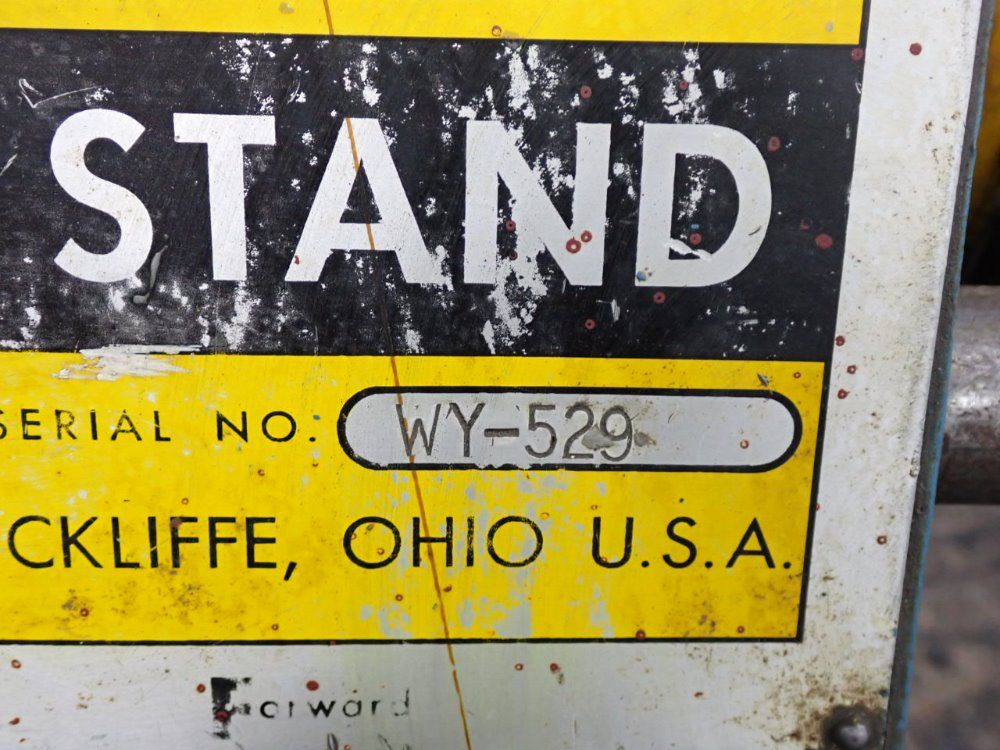 STAND
SERIAL NO: WY-529
CKLIFFE, OHIO U.S.A.
Forward